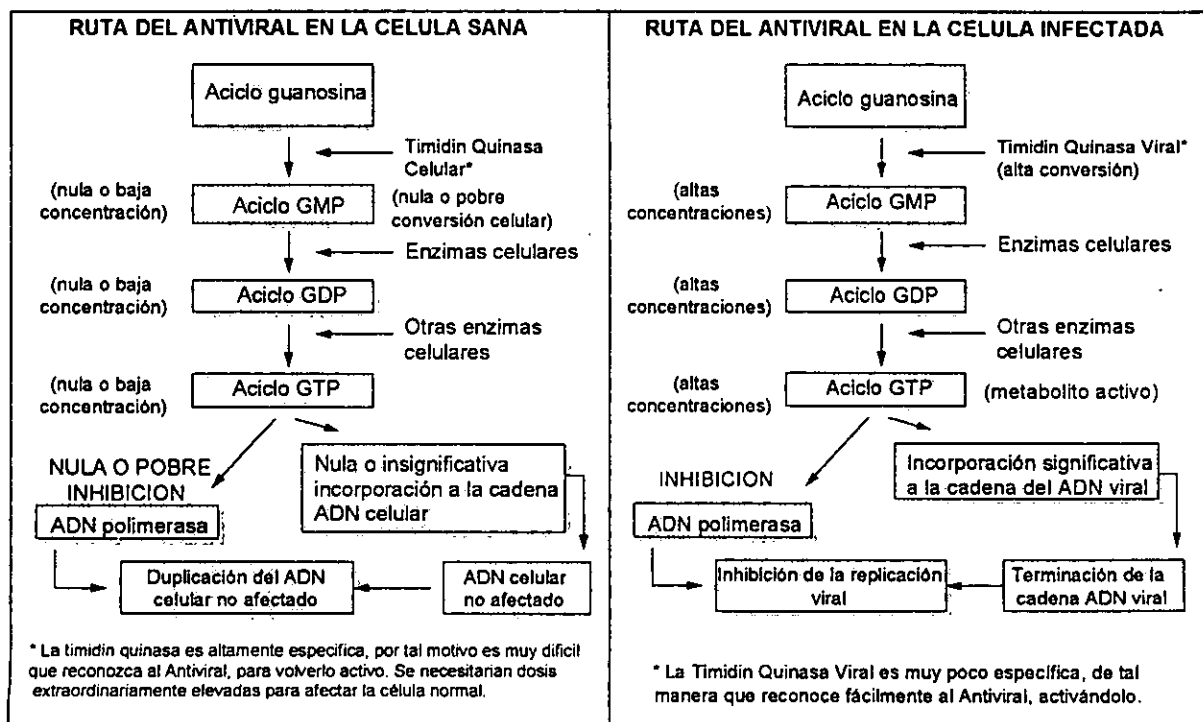 RUTA DEL ANTIVIRAL EN LA CELULA SANA
Aciclo guanosina
Timidin Quinasa
Celular*
(nula o baja
concentración)
Aciclo GMP
(nula o pobre
conversión celular)
Enzimas celulares
(nula o baja
concentración)
Aciclo GDP
Otras enzimas
celulares
(nula o baja
concentración)
Aciclo GTP
NULA O POBRE
INHIBICION
ADN polimerasa
Nula o insignificativa
incorporación a la cadena
ADN celular
Duplicación del ADN
celular no afectado
ADN celular
no afectado
* La timidin quinasa es altamente especifica, por tal motivo es muy difícil
que reconozca al Antiviral, para volverlo activo. Se necesitarian dosis
extraordinariamente elevadas para afectar la célula normal.
RUTA DEL ANTIVIRAL EN LA CELULA INFECTADA
Aciclo guanosina
Timidin Quinasa Viral*
(alta conversión)
(altas
concentraciones)
Aciclo GMP
Enzimas celulares
(altas
concentraciones)
Aciclo GDP
Otras enzimas
celulares
(altas
concentraciones)
Aciclo GTP
(metabolito activo)
INHIBICION
ADN polimerasa
Incorporación significativa
a la cadena del ADN viral
Inhibición de la replicación
viral
Terminación de la
cadena ADN viral
* La Timidin Quinasa Viral es muy poco específica, de tal
manera que reconoce fácilmente al Antiviral, activándolo.